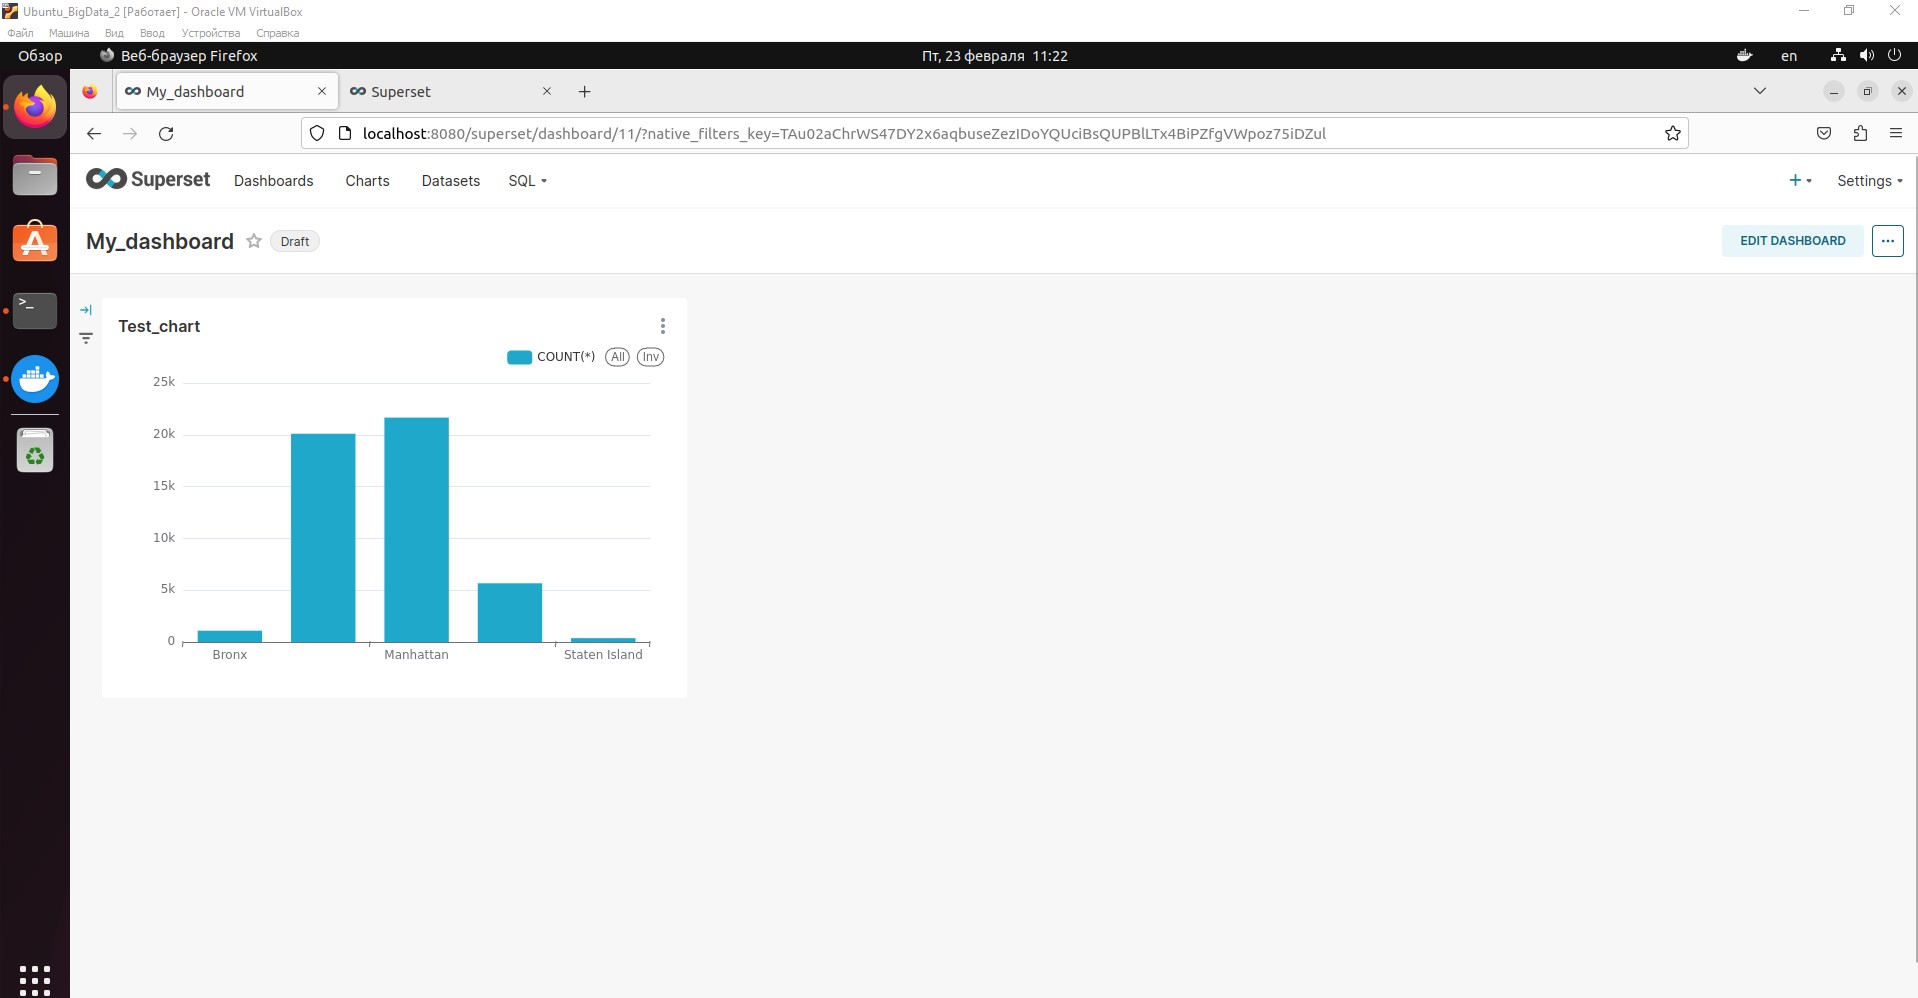 Ubuntu_BigData_2 [Работает] - Oracle VM VirtualBox
Файл Машина Вид Ввод Устройства Справка
Обзор Веб-браузер Firefox Пт, 23 февраля 11:22 en
My_dashboard Superset
localhost:8080/superset/dashboard/11/?native_filters_key=TAu02aChrWS47DY2x6aqbuseZezIDoYQUciBsQUPBlLTx4BiPZfgVWpoz75iDZul
Superset Dashboards Charts Datasets SQL Settings
My_dashboard Draft EDIT DASHBOARD
Test_chart
COUNT(*) All Inv
25k
20k
15k
10k
5k
0
Bronx Manhattan Staten Island